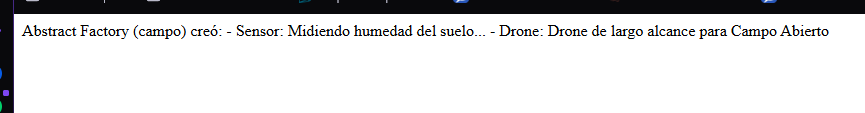 Abstract Factory (campo) creó: - Sensor: Midiendo humedad del suelo... - Drone: Drone de largo alcance para Campo Abierto